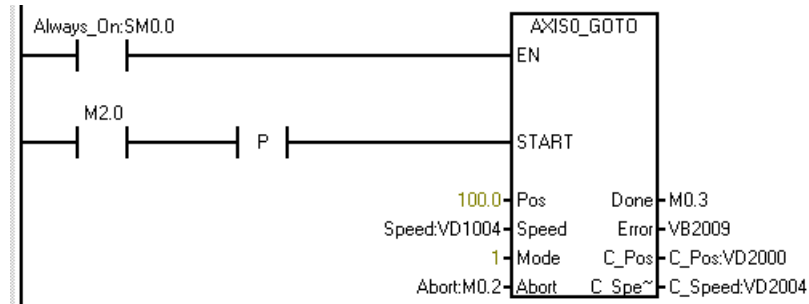 Always_On:SM0.0
AXIS0_GOTO
EN
M2.0
P
START
100.0 Pos Done M0.3
Speed:VD1004 Speed Error VB2009
1 Mode C_Pos C_Pos:VD2000
Abort:M0.2 Abort C_Spe~ C_Speed:VD2004